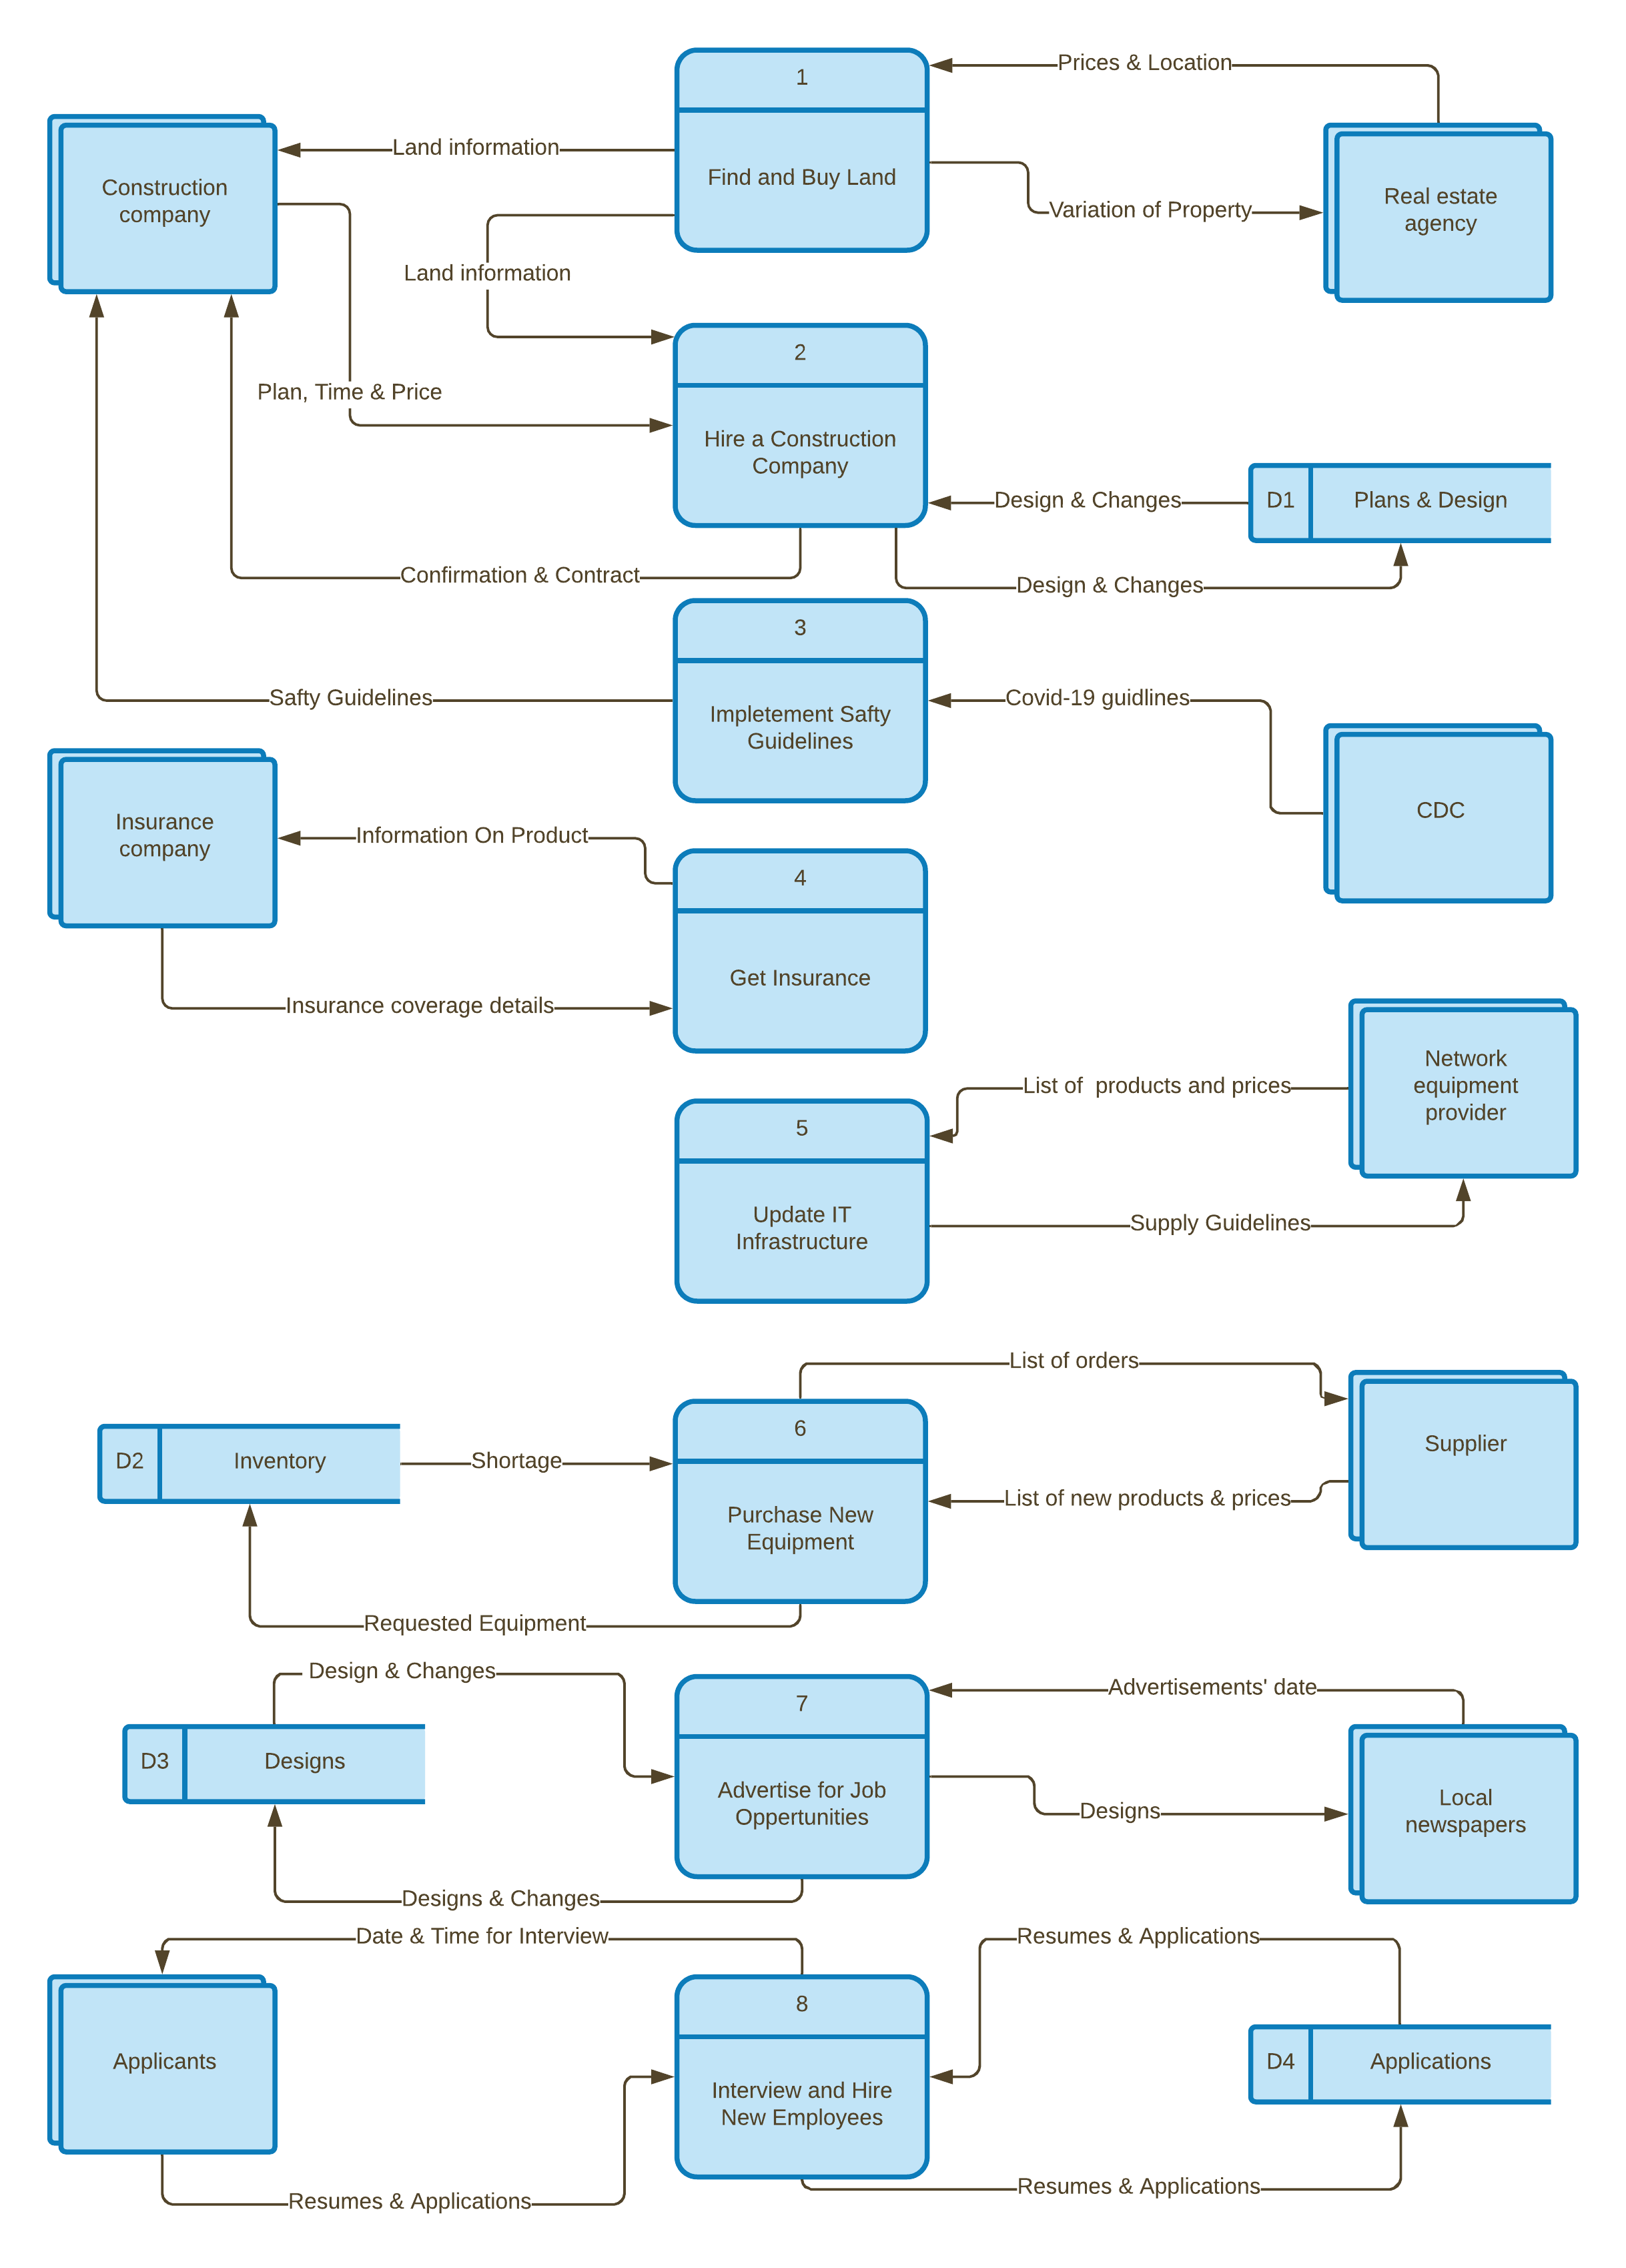 1
Prices & Location
Construction
company
Land information
Find and Buy Land
Real estate
agency
Variation of Property
Land information
2
Plan, Time & Price
Hire a Construction
Company
Design & Changes
D1
Plans & Design
Confirmation & Contract
Design & Changes
3
Safty Guidelines
Impletement Safty
Guidelines
Covid-19 guidlines
CDC
Insurance
company
Information On Product
4
Get Insurance
Insurance coverage details
Network
equipment
provider
List of  products and prices
5
Update IT
Infrastructure
Supply Guidelines
List of orders
6
Supplier
D2
Inventory
Shortage
Purchase New
Equipment
List of new products & prices
Requested Equipment
Design & Changes
7
Advertisements' date
D3
Designs
Advertise for Job
Oppertunities
Designs
Local
newspapers
Designs & Changes
Date & Time for Interview
Resumes & Applications
8
Applicants
Interview and Hire
New Employees
D4
Applications
Resumes & Applications
Resumes & Applications